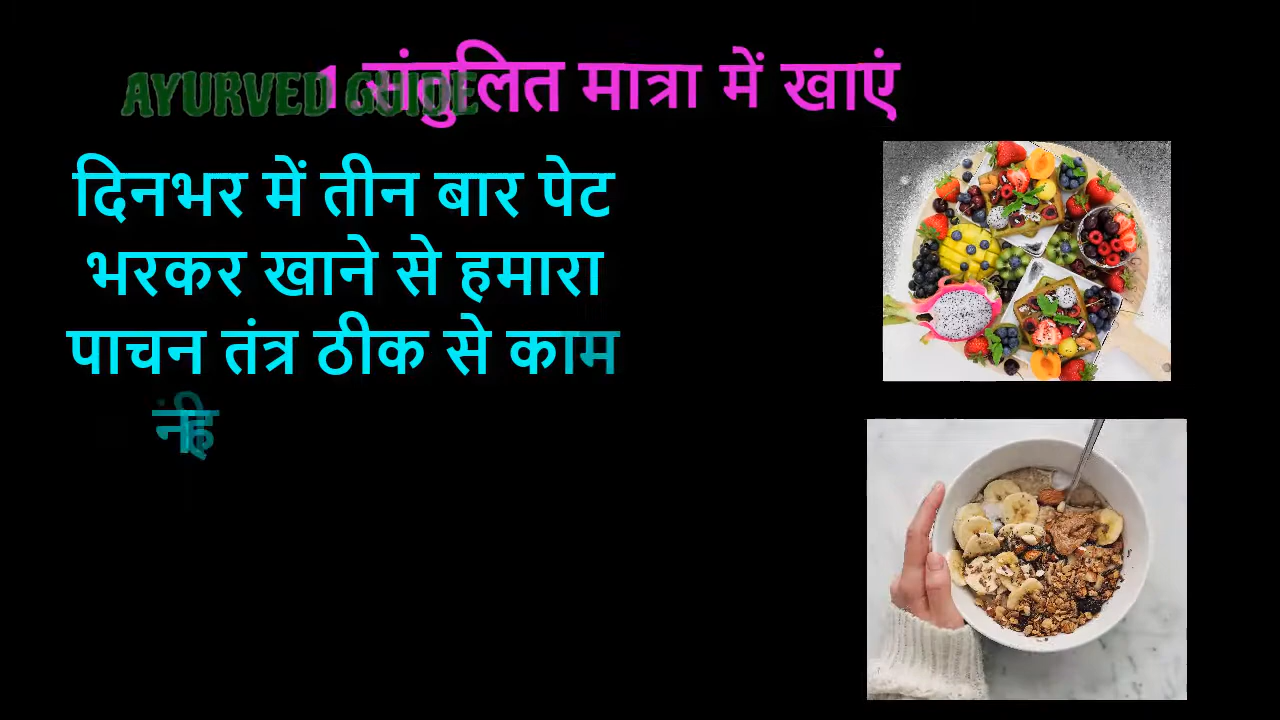 1.संतुलित मात्रा में खाएं
AYURVED GUIDE
दिनभर में तीन बार पेट
भरकर खाने से हमारा
पाचन तंत्र ठीक से काम